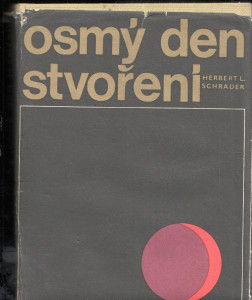 osmý den
stvoření
HERBERT L.
SCHRADER